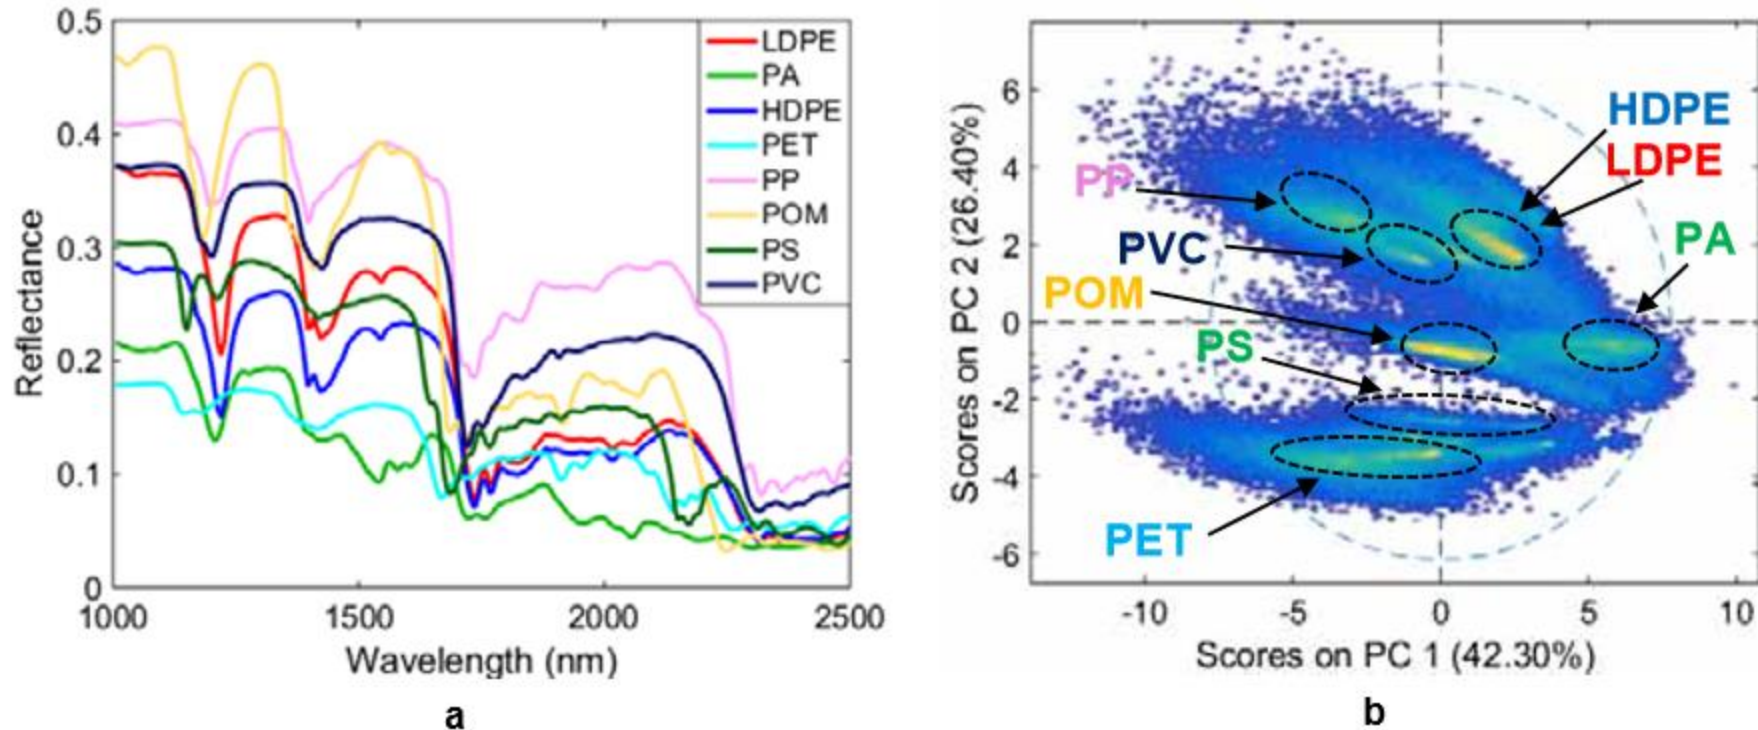 0.5
0.4
0.3
0.2
0.1
0
Reflectance
1000
1500
2000
2500
Wavelength (nm)
LDPE
PA
HDPE
PET
PP
POM
PS
PVC
a
6
4
2
0
-2
-4
-6
Scores on PC 2 (26.40%)
-10
-5
0
5
10
Scores on PC 1 (42.30%)
HDPE
LDPE
PP
PA
PVC
POM
PS
PET
b